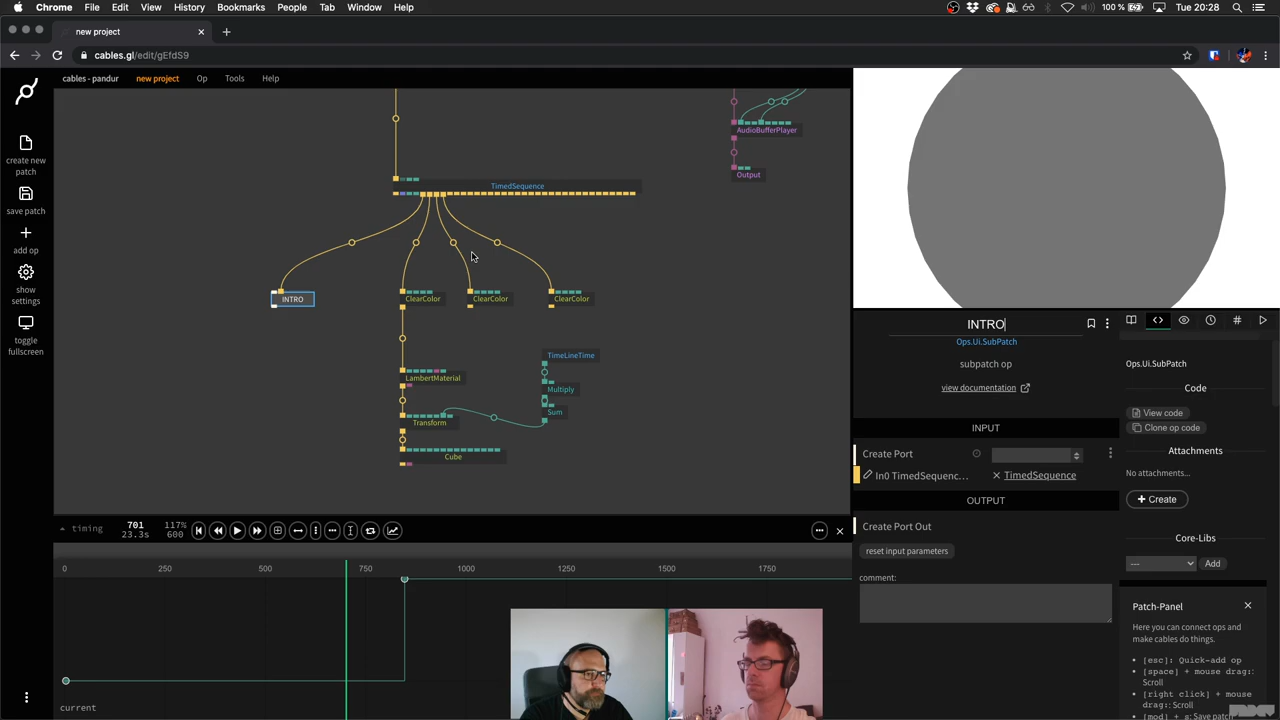 Chrome File Edit View History Bookmarks People Tab Window Help 100 % Tue 20:28
new project
cables.gl/edit/gEfdS9
cables - pandur new project Op Tools Help
create new patch
save patch
add op
show settings
toggle fullscreen
AudioBufferPlayer
Output
TimedSequence
INTRO
ClearColor
ClearColor
ClearColor
LambertMaterial
TimeLineTime
Multiply
Sum
Transform
Cube
INTRO
Ops.Ui.SubPatch
subpatch op
view documentation
INPUT
Create Port
In0 TimedSequenc... × TimedSequence
OUTPUT
Create Port Out
reset input parameters
comment:
Ops.Ui.SubPatch
Code
View code
Clone op code
Attachments
No attachments...
+ Create
Core-Libs
--- Add
Patch-Panel
Here you can connect ops and
make cables do things.
[esc]: Quick-add op
[space] + mouse drag:: Scroll
[right click] + mouse drag:: Scroll
[mod] + s: Save patch
timing 701 23.3s 117% 600
0 250 500 750 1000 1250 1500 1750
current